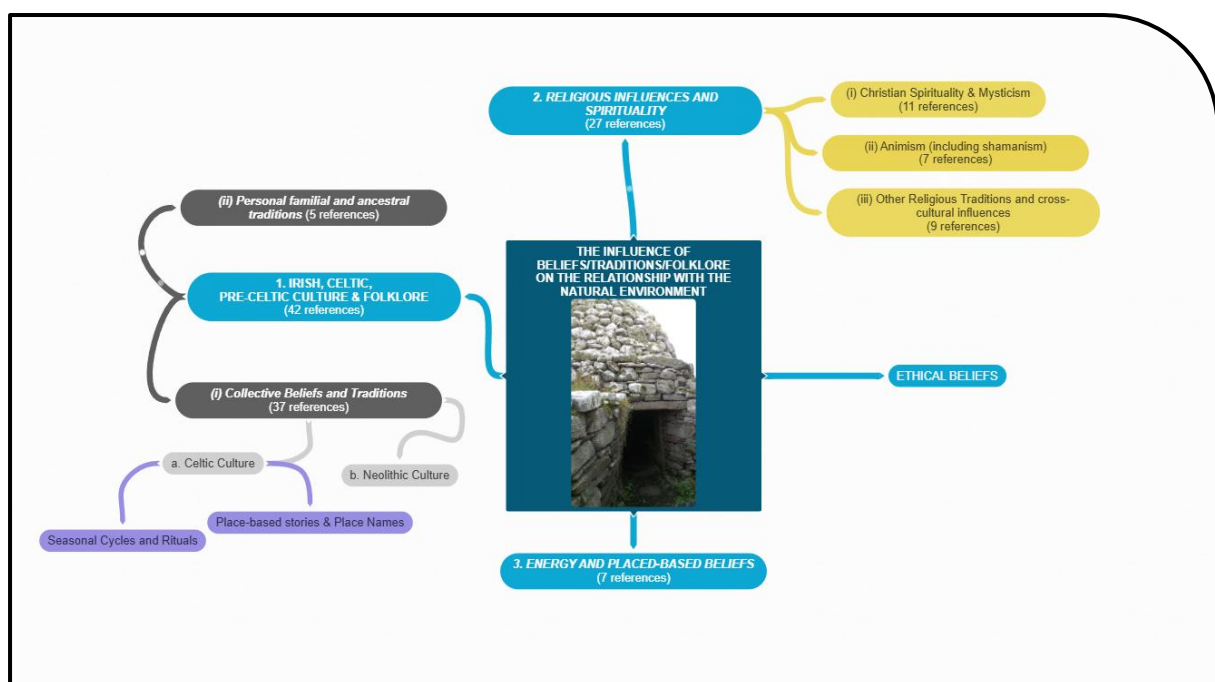 2. RELIGIOUS INFLUENCES AND
SPIRITUALITY
(27 references)
(i) Christian Spirituality & Mysticism
(11 references)
(ii) Animism (including shamanism)
(7 references)
(iii) Other Religious Traditions and cross-
cultural influences
(9 references)
(ii) Personal familial and ancestral
traditions (5 references)
1. IRISH, CELTIC,
PRE-CELTIC CULTURE & FOLKLORE
(42 references)
THE INFLUENCE OF
BELIEFS/TRADITIONS/FOLKLORE
ON THE RELATIONSHIP WITH THE
NATURAL ENVIRONMENT
ETHICAL BELIEFS
(i) Collective Beliefs and Traditions
(37 references)
a. Celtic Culture
b. Neolithic Culture
Place-based stories & Place Names
Seasonal Cycles and Rituals
3. ENERGY AND PLACED-BASED BELIEFS
(7 references)